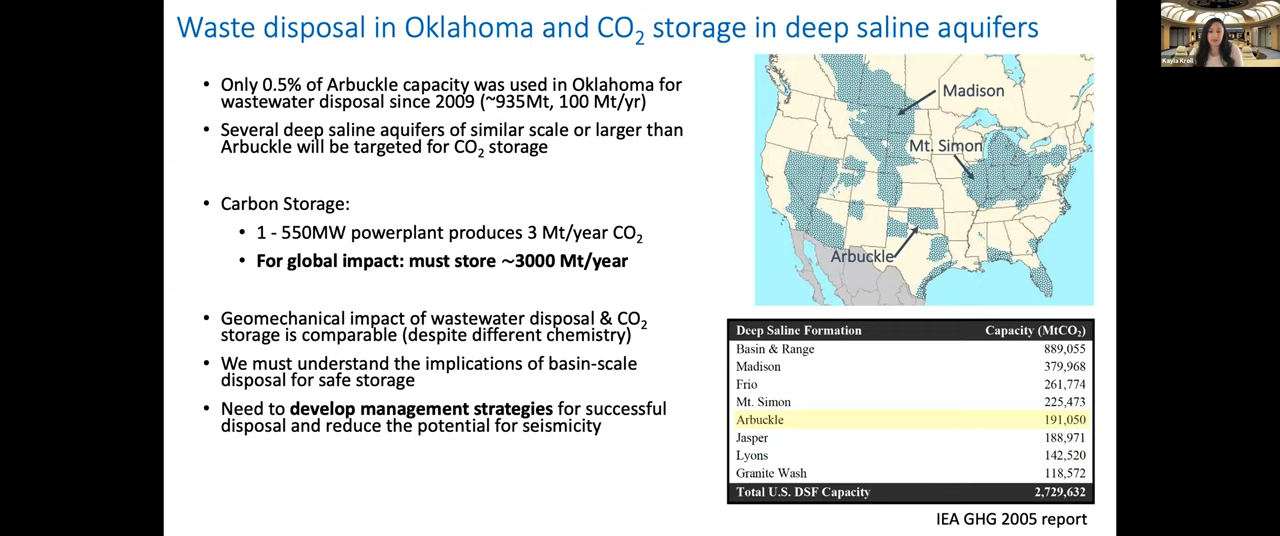 Waste disposal in Oklahoma and CO2 storage in deep saline aquifers
Kayla Kroll
• Only 0.5% of Arbuckle capacity was used in Oklahoma for
wastewater disposal since 2009 (~935Mt, 100 Mt/yr)
• Several deep saline aquifers of similar scale or larger than
Arbuckle will be targeted for CO2 storage
• Carbon Storage:
• 1 - 550MW powerplant produces 3 Mt/year CO2
• For global impact: must store ~3000 Mt/year
• Geomechanical impact of wastewater disposal & CO2
storage is comparable (despite different chemistry)
• We must understand the implications of basin-scale
disposal for safe storage
• Need to develop management strategies for successful
disposal and reduce the potential for seismicity
Madison
Mt. Simon
Arbuckle
Deep Saline Formation Capacity (MtCO2)
Basin & Range 889,055
Madison 379,968
Frio 261,774
Mt. Simon 225,473
Arbuckle 191,050
Jasper 188,971
Lyons 142,520
Granite Wash 118,572
Total U.S. DSF Capacity 2,729,632
IEA GHG 2005 report